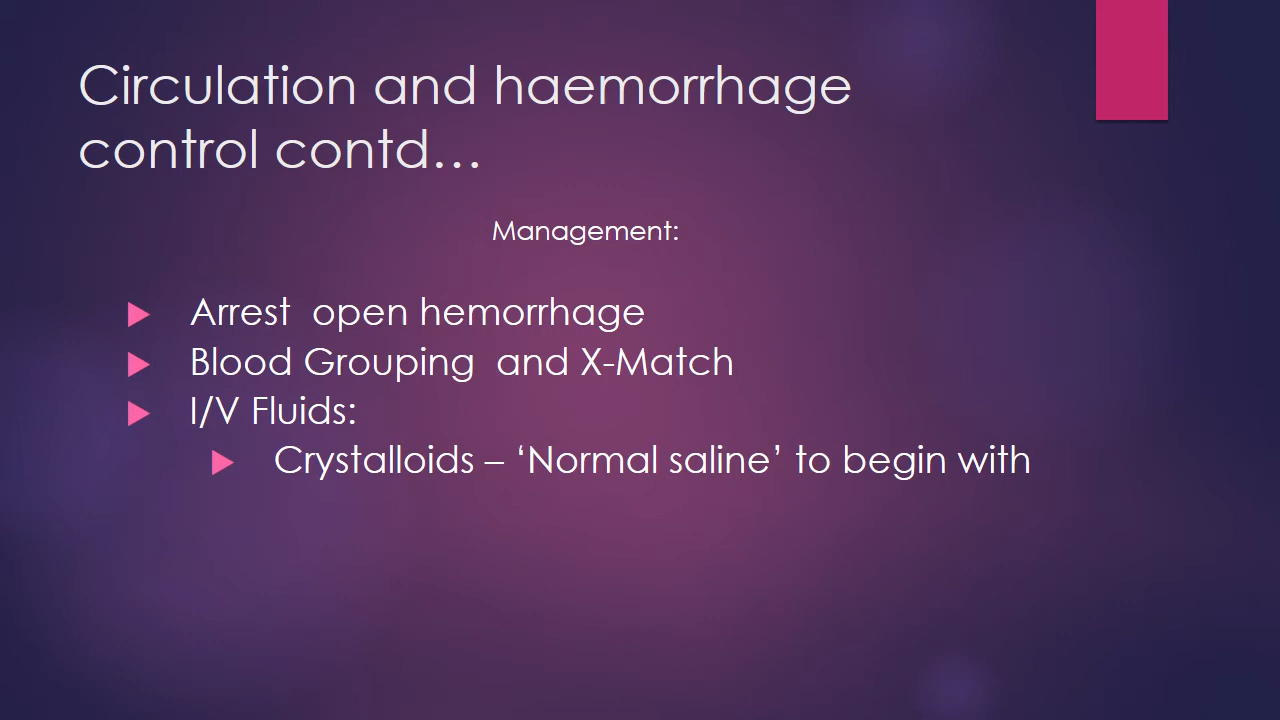 Circulation and haemorrhage
control contd…
Management:
Arrest  open hemorrhage
Blood Grouping  and X-Match
I/V Fluids:
Crystalloids – ‘Normal saline’ to begin with